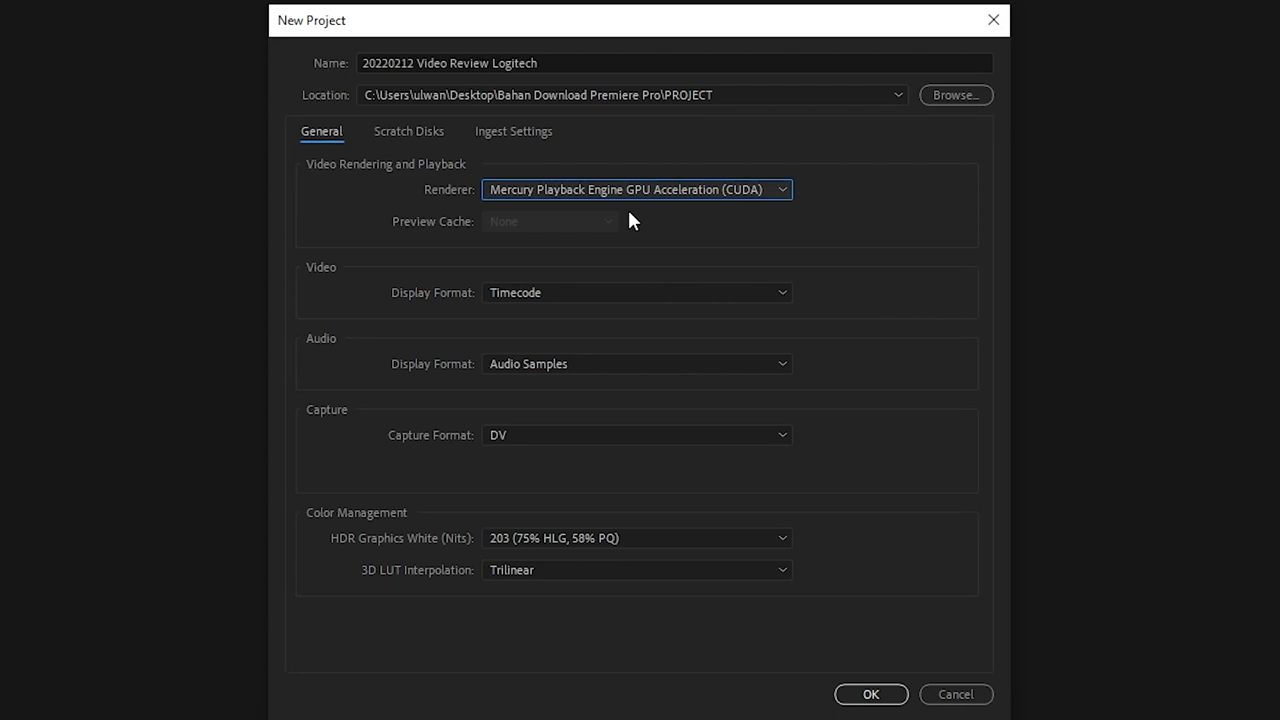 New Project
Name: 20220212 Video Review Logitech
Location: C:\Users\ulwan\Desktop\Bahan Download Premiere Pro\PROJECT Browse...
General Scratch Disks Ingest Settings
Video Rendering and Playback
Renderer: Mercury Playback Engine GPU Acceleration (CUDA)
Preview Cache: None
Video
Display Format: Timecode
Audio
Display Format: Audio Samples
Capture
Capture Format: DV
Color Management
HDR Graphics White (Nits): 203 (75% HLG, 58% PQ)
3D LUT Interpolation: Trilinear
OK Cancel